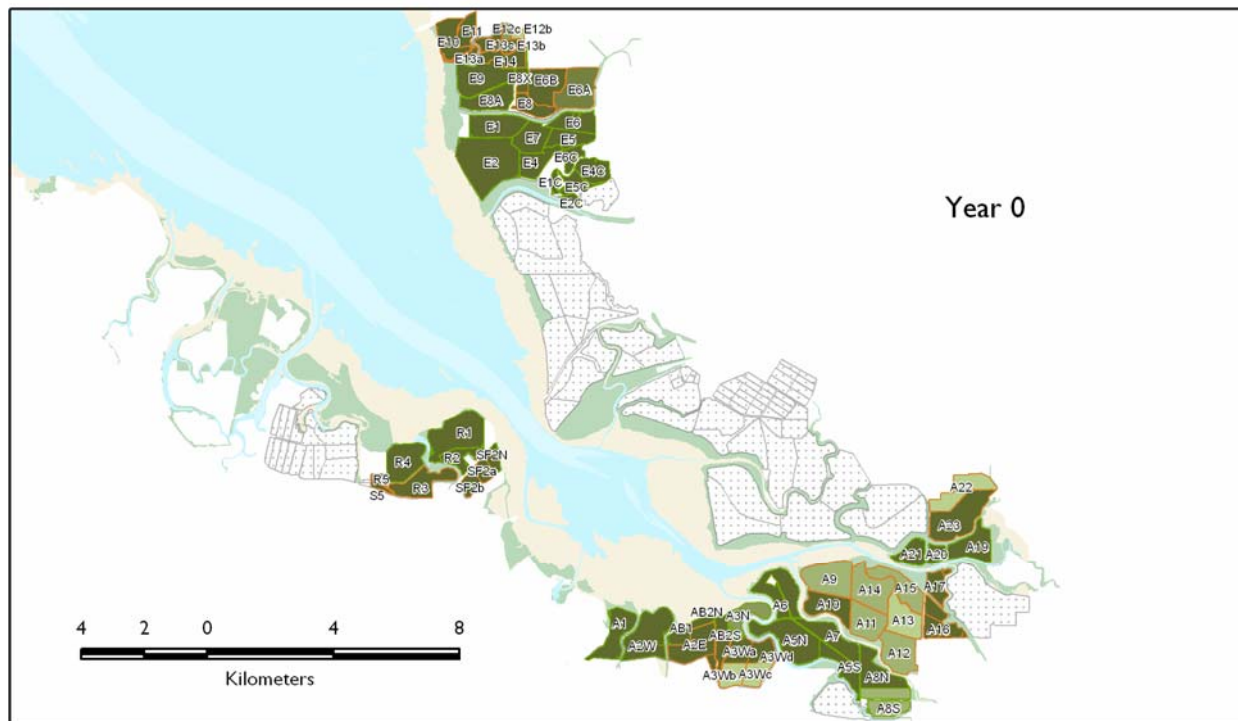 E12c E12b
E11
E10
E13c E13b
E13a E14
E9 E8X E6B
E6A
E8A E8
E1 E6
E7 E5
E2 E4 E6C
E4C
E1C E5C
E2C
Year 0
R1
R4 R2 SF2N
SF2a
R5 R3 SF2b
S5
A22
A23
A21 A20 A19
A9 A14 A15 A17
A6 A10
AB2N A3N A11 A13 A16
A1 AB1 AB2S A5N A7
A2W A2E A3Wa A3Wd A12
A3Wb A3Wc A5S A8N
A8S
4 2 0 4 8
Kilometers